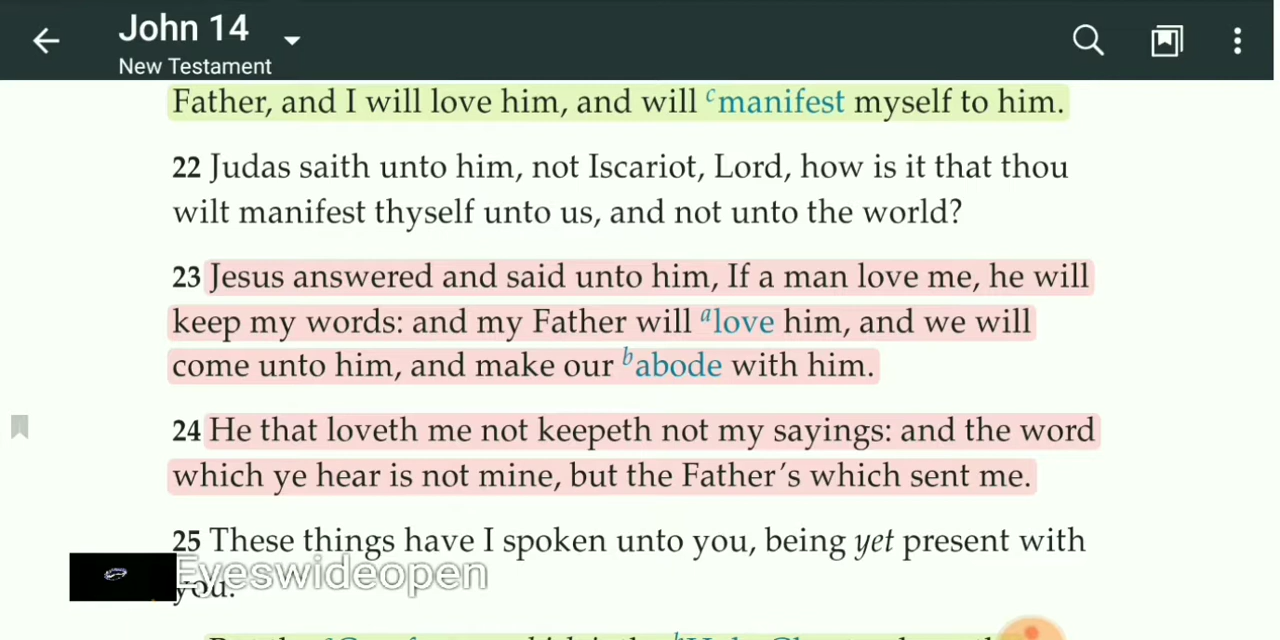 John 14
New Testament
Father, and I will love him, and will c manifest myself to him.
22 Judas saith unto him, not Iscariot, Lord, how is it that thou
wilt manifest thyself unto us, and not unto the world?
23 Jesus answered and said unto him, If a man love me, he will
keep my words: and my Father will a love him, and we will
come unto him, and make our b abode with him.
24 He that loveth me not keepeth not my sayings: and the word
which ye hear is not mine, but the Father's which sent me.
25 These things have I spoken unto you, being yet present with
you.
Eyeswideopen